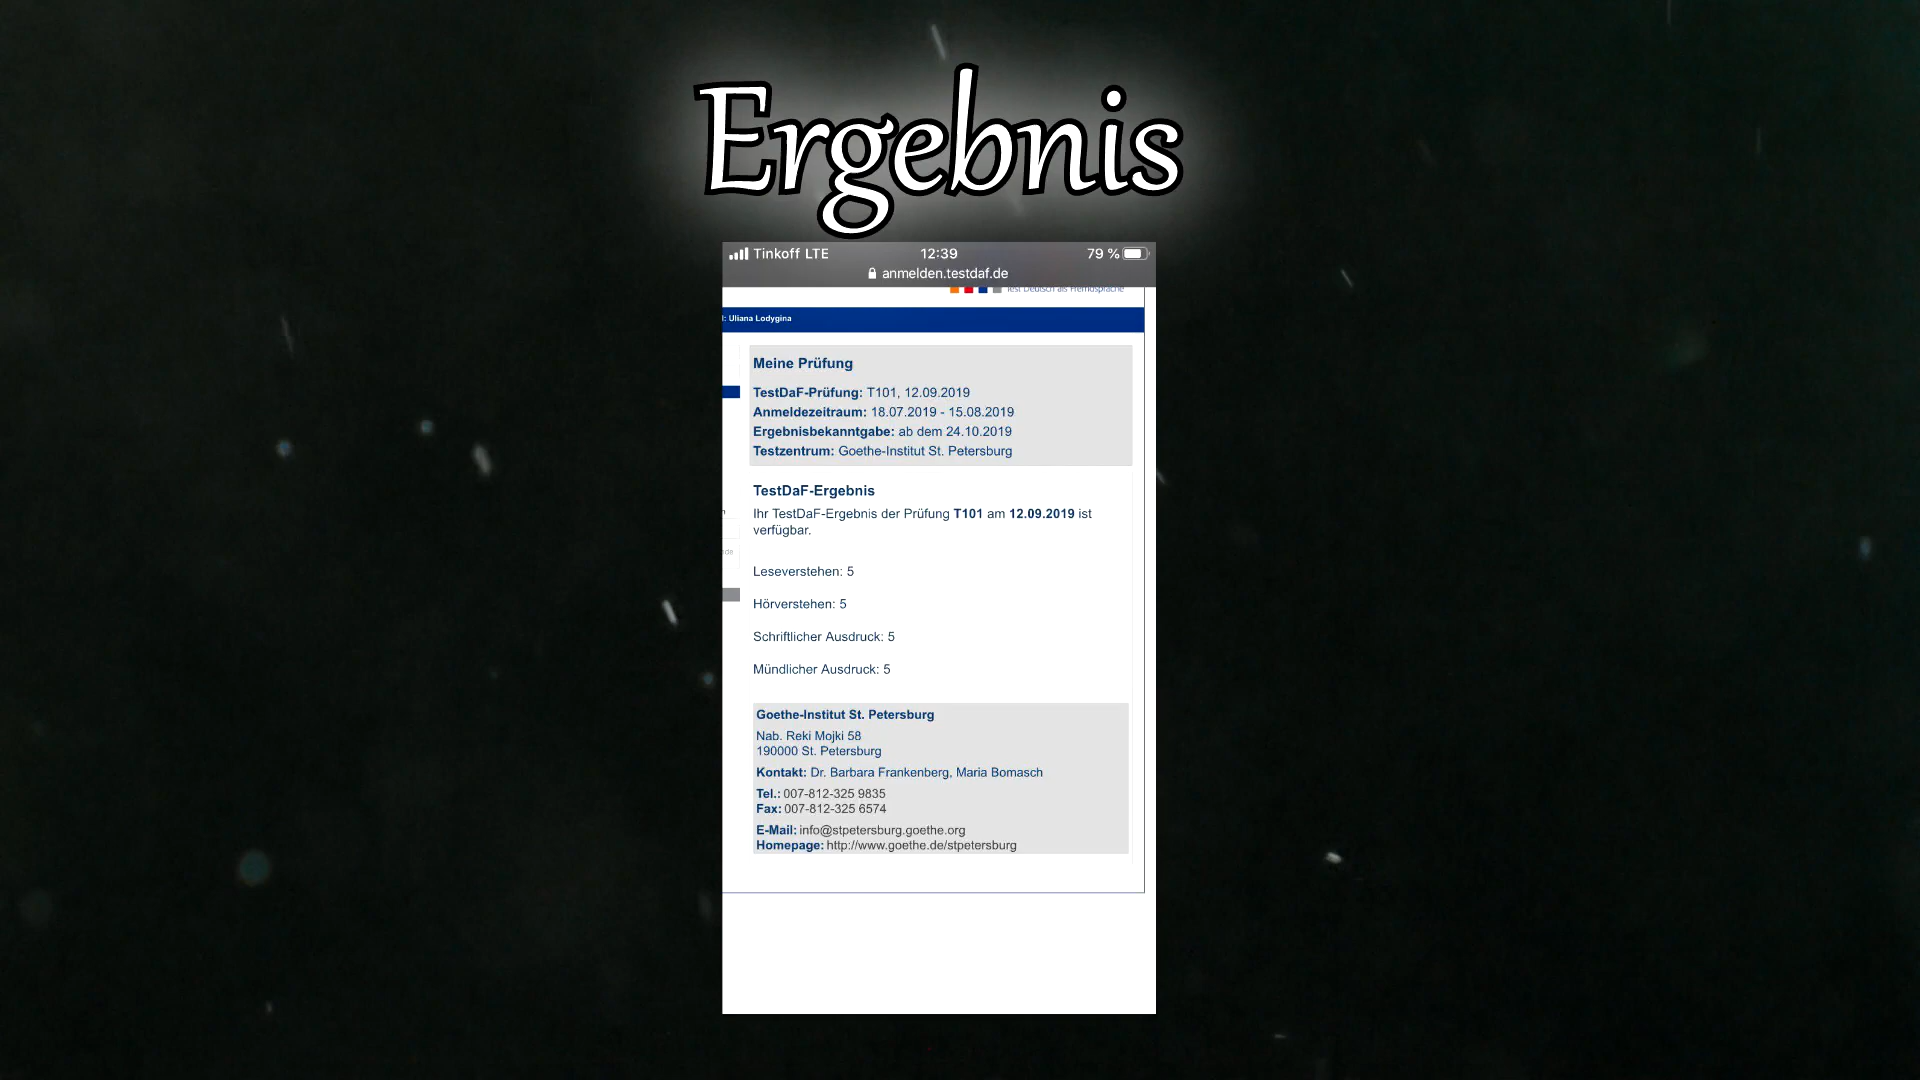 Ergebnis
Tinkoff LTE 12:39 79 %
anmelden.testdaf.de
Test Deutsch als Fremdsprache
: Uliana Lodygina
Meine Prüfung
TestDaF-Prüfung: T101, 12.09.2019
Anmeldezeitraum: 18.07.2019 - 15.08.2019
Ergebnisbekanntgabe: ab dem 24.10.2019
Testzentrum: Goethe-Institut St. Petersburg
TestDaF-Ergebnis
Ihr TestDaF-Ergebnis der Prüfung T101 am 12.09.2019 ist
verfügbar.
Leseverstehen: 5
Hörverstehen: 5
Schriftlicher Ausdruck: 5
Mündlicher Ausdruck: 5
Goethe-Institut St. Petersburg
Nab. Reki Mojki 58
190000 St. Petersburg
Kontakt: Dr. Barbara Frankenberg, Maria Bomasch
Tel.: 007-812-325 9835
Fax: 007-812-325 6574
E-Mail: info@stpetersburg.goethe.org
Homepage: http://www.goethe.de/stpetersburg